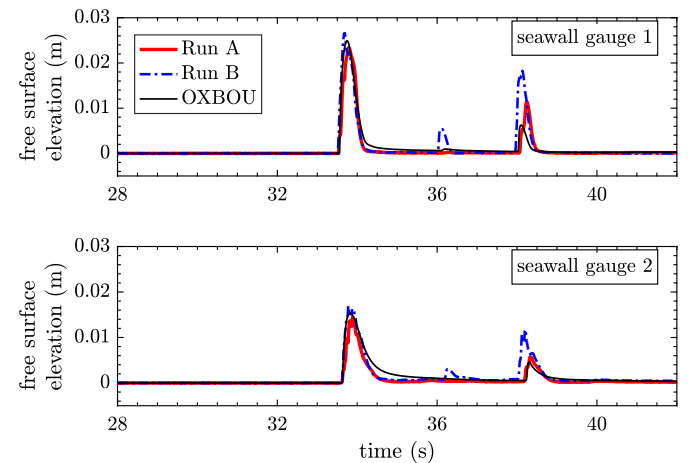 0.03
0.02
0.01
0
free surface
elevation (m)
Run A
Run B
OXBOU
seawall gauge 1
28 32 36 40
0.03
0.02
0.01
0
free surface
elevation (m)
seawall gauge 2
28 32 36 40
time (s)